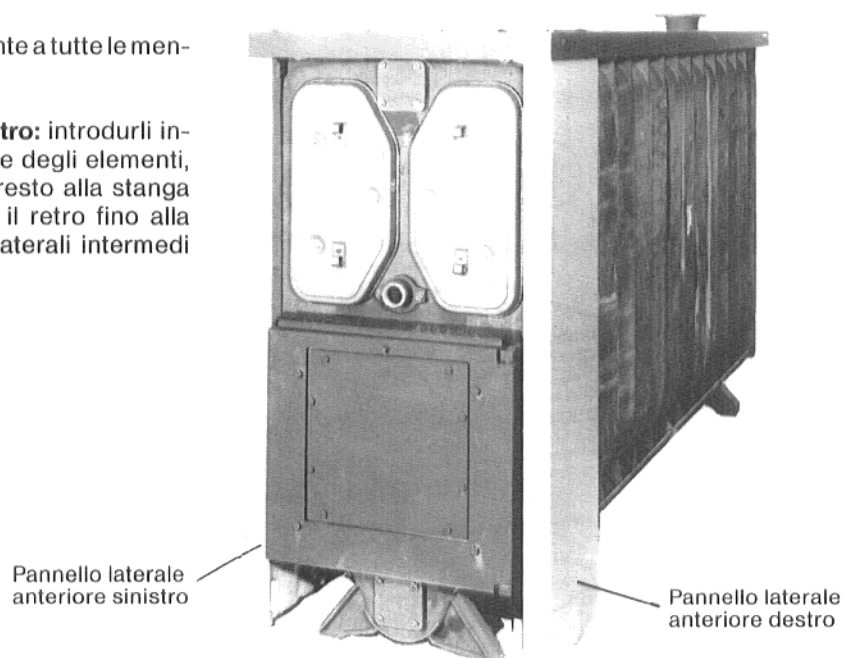 nte a tutte le men-
tro: introdurli in-
e degli elementi,
resto alla stanga
il retro fino alla
aterali intermedi
Pannello laterale
anteriore sinistro
Pannello laterale
anteriore destro